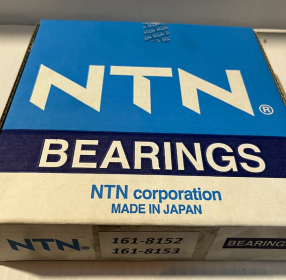 NTN®
BEARINGS
NTN corporation
MADE IN JAPAN
NTN® 161-8152 BEARINGS
161-8153